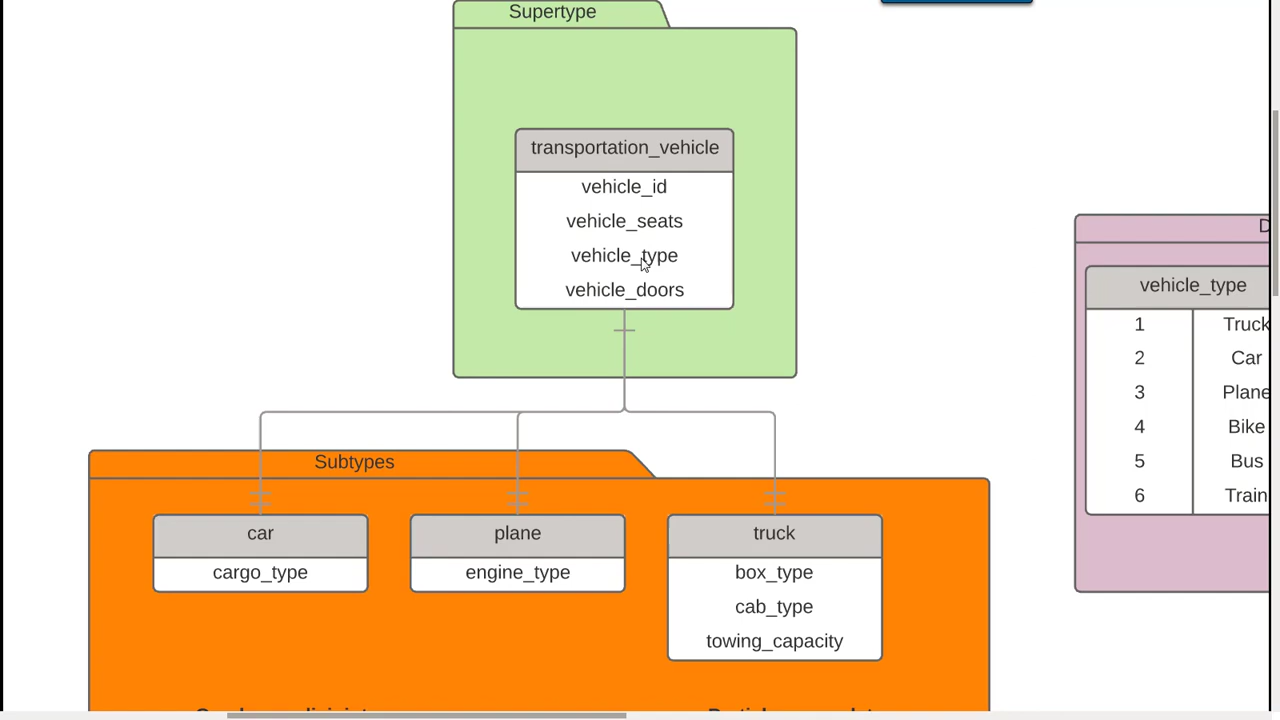 Supertype
transportation_vehicle
vehicle_id
vehicle_seats
vehicle_type
vehicle_doors
Subtypes
car
cargo_type
plane
engine_type
truck
box_type
cab_type
towing_capacity
vehicle_type
1 Truck
2 Car
3 Plane
4 Bike
5 Bus
6 Train